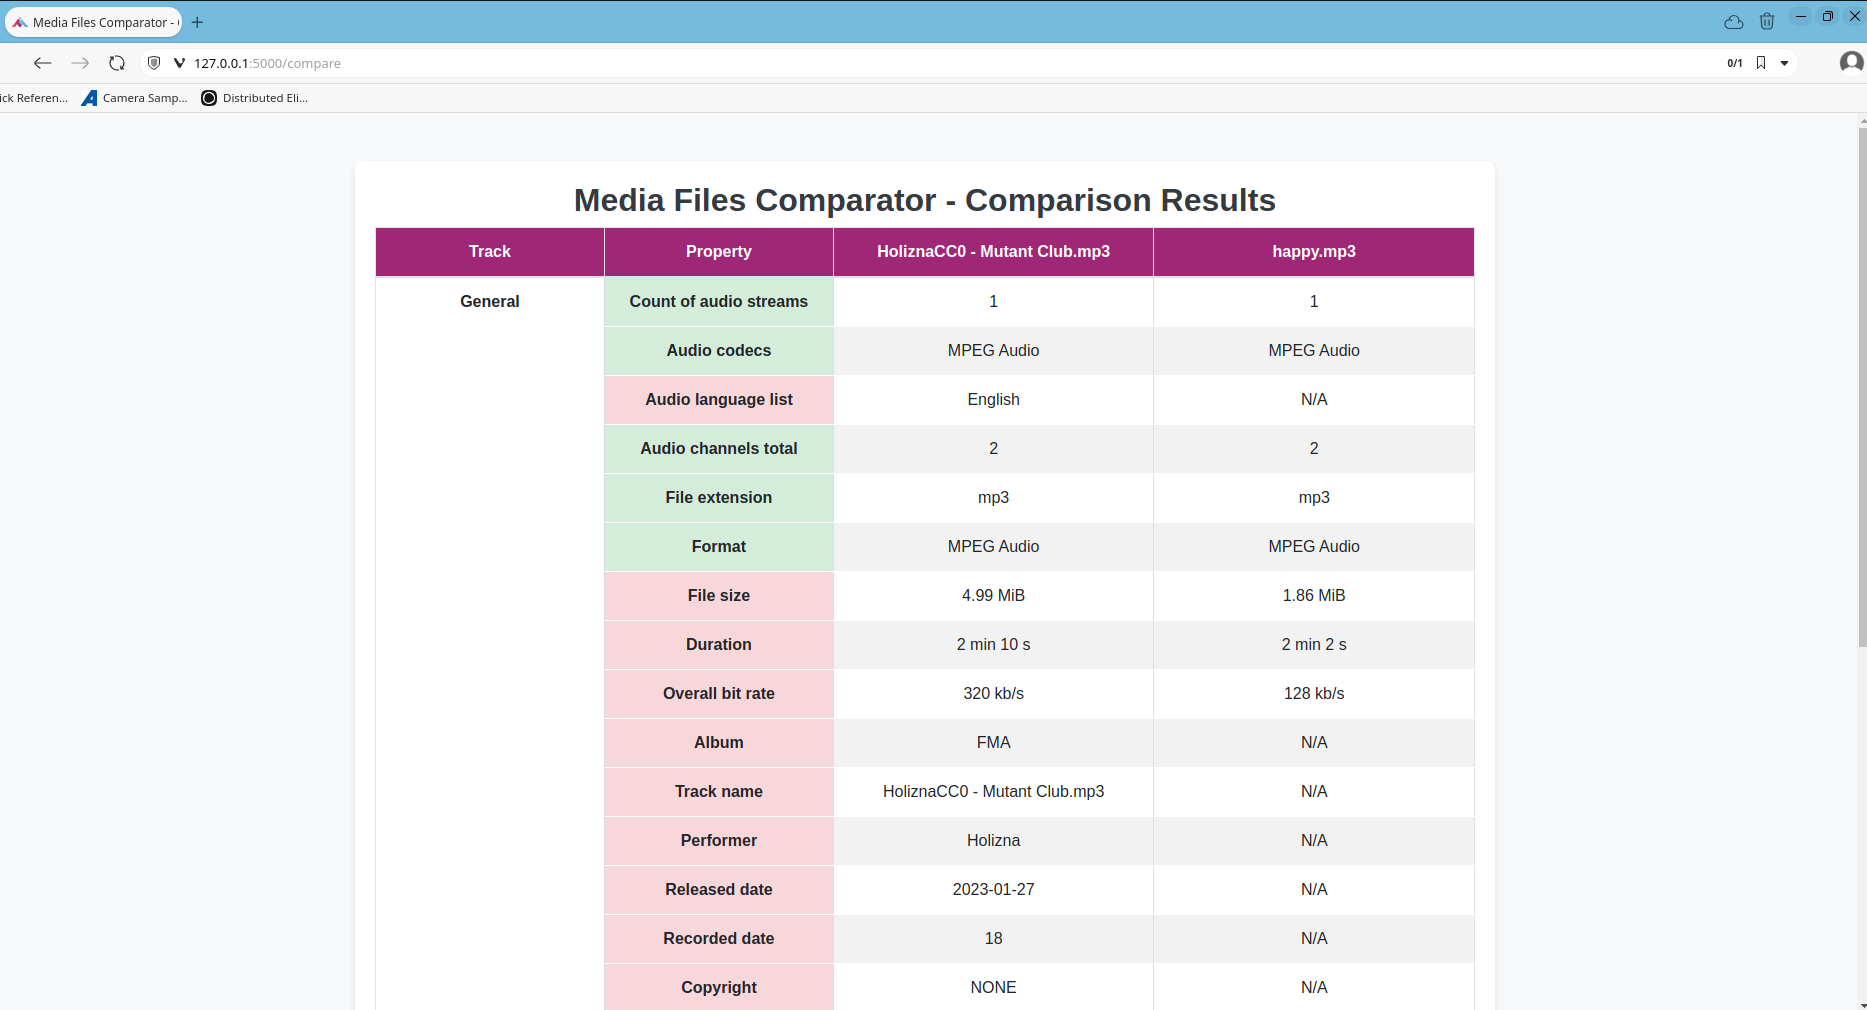 Media Files Comparator - 
127.0.0.1:5000/compare
0/1
ick Referen...
Camera Samp...
Distributed Eli...
Media Files Comparator - Comparison Results
Track Property HoliznaCC0 - Mutant Club.mp3 happy.mp3
General Count of audio streams 1 1
Audio codecs MPEG Audio MPEG Audio
Audio language list English N/A
Audio channels total 2 2
File extension mp3 mp3
Format MPEG Audio MPEG Audio
File size 4.99 MiB 1.86 MiB
Duration 2 min 10 s 2 min 2 s
Overall bit rate 320 kb/s 128 kb/s
Album FMA N/A
Track name HoliznaCC0 - Mutant Club.mp3 N/A
Performer Holizna N/A
Released date 2023-01-27 N/A
Recorded date 18 N/A
Copyright NONE N/A